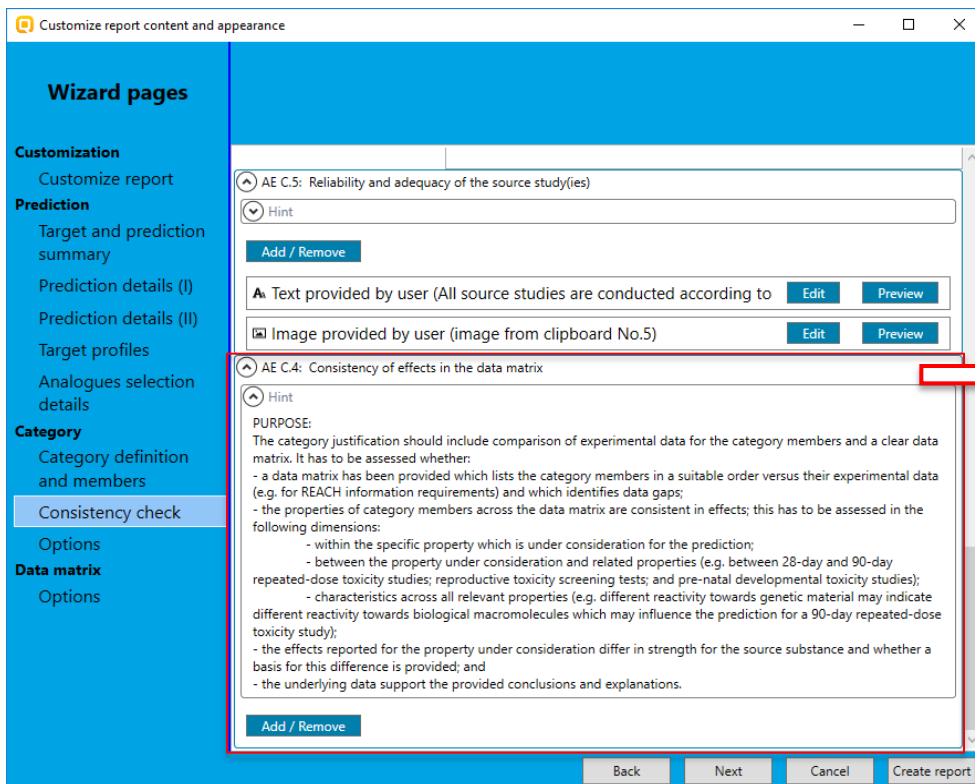 Customize report content and appearance
Wizard pages
Customization
Customize report
Prediction
Target and prediction
summary
Prediction details (I)
Prediction details (II)
Target profiles
Analogues selection
details
Category
Category definition
and members
Consistency check
Options
Data matrix
Options
AE C.5: Reliability and adequacy of the source study(ies)
Hint
Add / Remove
Text provided by user (All source studies are conducted according to Edit Preview
Image provided by user (image from clipboard No.5) Edit Preview
AE C.4: Consistency of effects in the data matrix
Hint
PURPOSE:
The category justification should include comparison of experimental data for the category members and a clear data
matrix. It has to be assessed whether:
- a data matrix has been provided which lists the category members in a suitable order versus their experimental data
(e.g. for REACH information requirements) and which identifies data gaps;
- the properties of category members across the data matrix are consistent in effects; this has to be assessed in the
following dimensions:
- within the specific property which is under consideration for the prediction;
- between the property under consideration and related properties (e.g. between 28-day and 90-day
repeated-dose toxicity studies; reproductive toxicity screening tests; and pre-natal developmental toxicity studies);
- characteristics across all relevant properties (e.g. different reactivity towards genetic material may indicate
different reactivity towards biological macromolecules which may influence the prediction for a 90-day repeated-dose
toxicity study);
- the effects reported for the property under consideration differ in strength for the source substance and whether a
basis for this difference is provided; and
- the underlying data support the provided conclusions and explanations.
Add / Remove
Back Next Cancel Create report